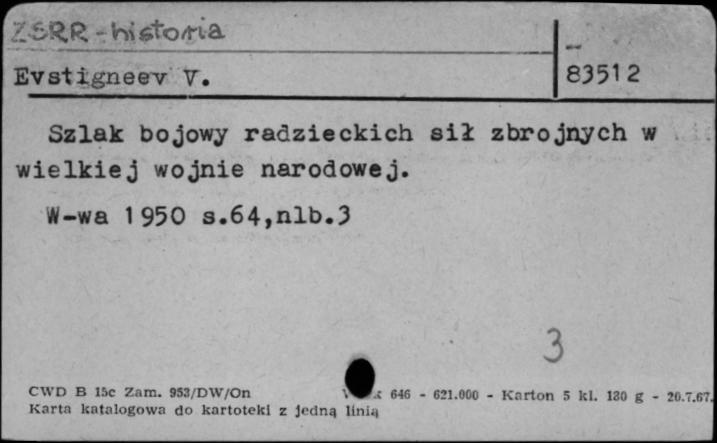 ZSRR - historia
Evstigneev V.
83512
Szlak bojowy radzieckich sił zbrojnych w
wielkiej wojnie narodowej.
W-wa 1950 s.64,nlb.3
3
CWD B 15c Zam. 953/DW/On 646 - 621.000 - Karton 5 kl. 130 g - 20.7.67.
Karta katalogowa do kartoteki z jedną linią